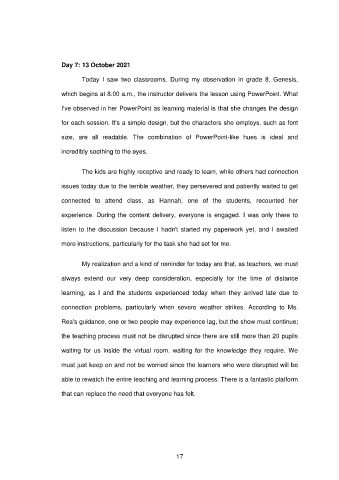 Day 7: 13 October 2021
Today I saw two classrooms. During my observation in grade 8, Genesis,
which begins at 8:00 a.m., the instructor delivers the lesson using PowerPoint. What
I've observed in her PowerPoint as learning material is that she changes the design
for each session. It's a simple design, but the characters she employs, such as font
size, are all readable. The combination of PowerPoint-like hues is ideal and
incredibly soothing to the eyes.
The kids are highly receptive and ready to learn, while others had connection
issues today due to the terrible weather, they persevered and patiently waited to get
connected to attend class, as Hannah, one of the students, recounted her
experience. During the content delivery, everyone is engaged. I was only there to
listen to the discussion because I hadn't started my paperwork yet, and I awaited
more instructions, particularly for the task she had set for me.
My realization and a kind of reminder for today are that, as teachers, we must
always extend our very deep consideration, especially for the time of distance
learning, as I and the students experienced today when they arrived late due to
connection problems, particularly when severe weather strikes. According to Ms.
Rea's guidance, one or two people may experience lag, but the show must continue;
the teaching process must not be disrupted since there are still more than 20 pupils
waiting for us inside the virtual room, waiting for the knowledge they require. We
must just keep on and not be worried since the learners who were disrupted will be
able to rewatch the entire teaching and learning process. There is a fantastic platform
that can replace the need that everyone has felt.
17